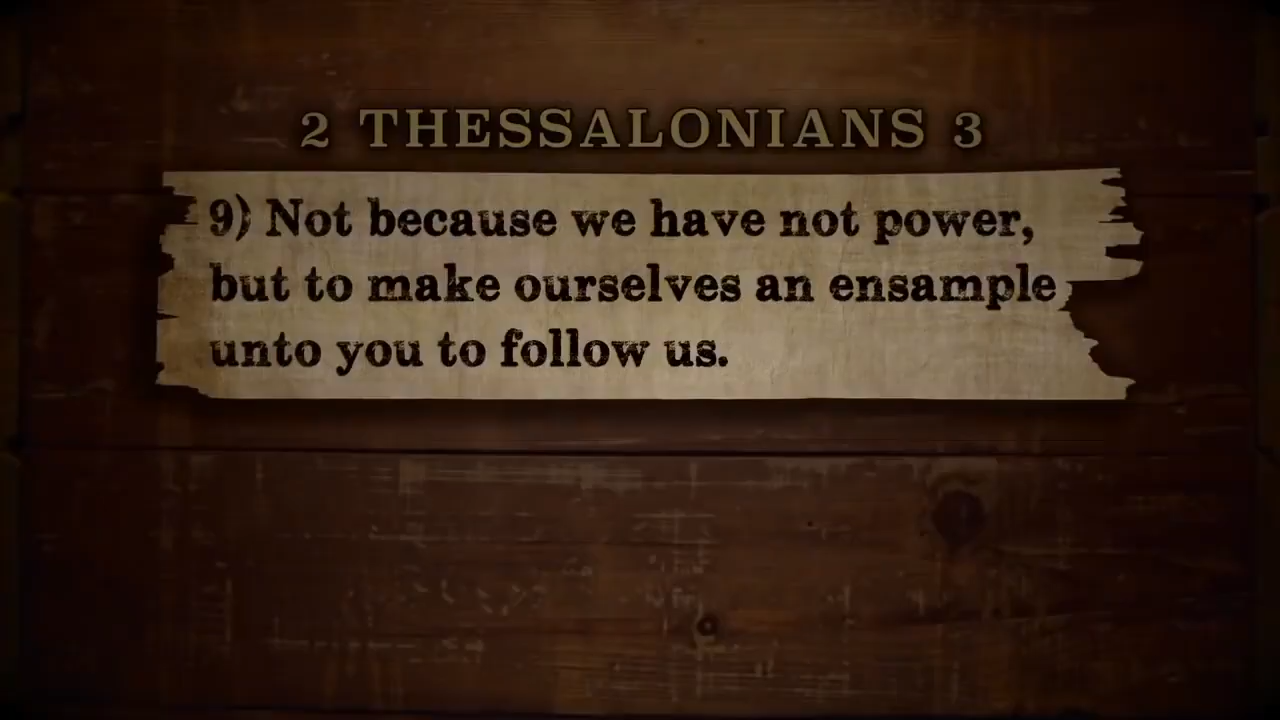 2 THESSALONIANS 3
9) Not because we have not power,
but to make ourselves an ensample
unto you to follow us.